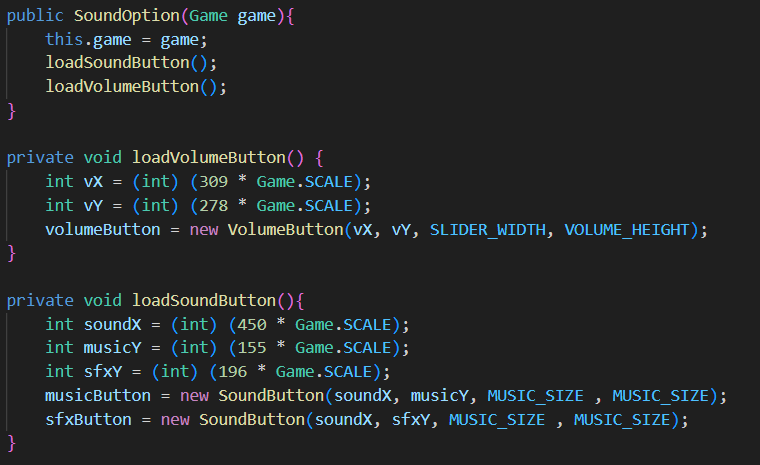 public SoundOption(Game game){
    this.game = game;
    loadSoundButton();
    loadVolumeButton();
}

private void loadVolumeButton() {
    int vX = (int) (309 * Game.SCALE);
    int vY = (int) (278 * Game.SCALE);
    volumeButton = new VolumeButton(vX, vY, SLIDER_WIDTH, VOLUME_HEIGHT);
}

private void loadSoundButton(){
    int soundX = (int) (450 * Game.SCALE);
    int musicY = (int) (155 * Game.SCALE);
    int sfxY = (int) (196 * Game.SCALE);
    musicButton = new SoundButton(soundX, musicY, MUSIC_SIZE , MUSIC_SIZE);
    sfxButton = new SoundButton(soundX, sfxY, MUSIC_SIZE , MUSIC_SIZE);
}